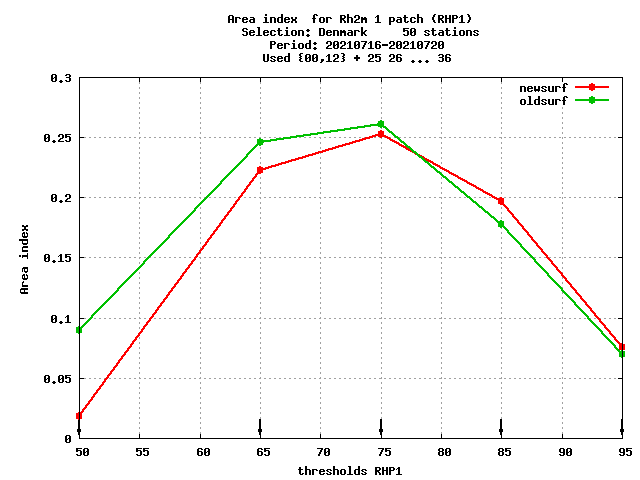 Area index  for Rh2m 1 patch (RHP1)
Selection: Denmark     50 stations
Period: 20210716-20210720
Used {00,12} + 25 26 ... 36
newsurf
oldsurf
0.3
0.25
0.2
0.15
0.1
0.05
0
Area index
50 55 60 65 70 75 80 85 90 95
thresholds RHP1